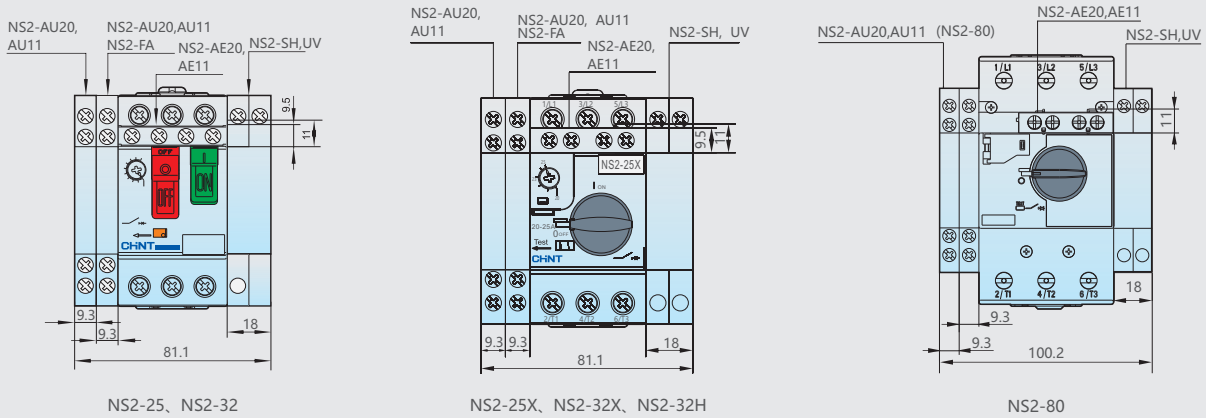 NS2-AU20,
AU11
NS2-AU20,AU11
NS2-FA
NS2-AE20,
AE11
NS2-SH,UV
9.5
11
OFF
OFF
I
ON
CHNT
9.3
9.3
18
81.1
NS2-25、NS2-32
NS2-AU20,
AU11
NS2-AU20, AU11
NS2-FA
NS2-AE20,
AE11
NS2-SH, UV
1/L1 3/L2 5/L3
9.5
11
NS2-25X
I ON
20-25A
0OFF
Test
CHNT
2/T1 4/T2 6/T3
9.3
9.3
18
81.1
NS2-25X、NS2-32X、NS2-32H
NS2-AE20,AE11
NS2-AU20,AU11 (NS2-80)
NS2-SH,UV
1/L1 3/L2 5/L3
11
2/T1 4/T2 6/T3
18
9.3
9.3
100.2
NS2-80